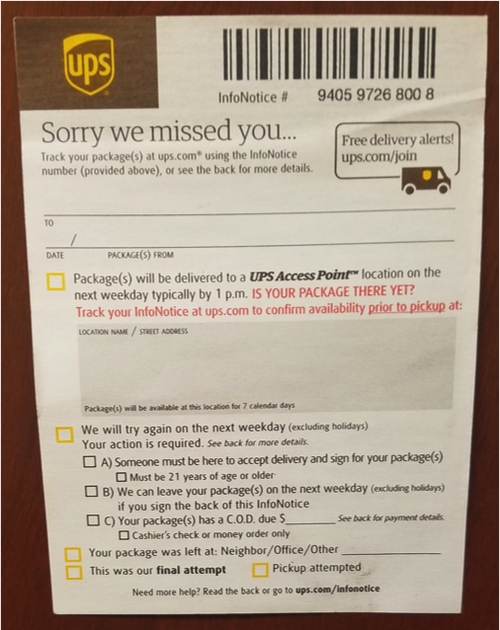 ups
InfoNotice # 9405 9726 800 8
Sorry we missed you...
Track your package(s) at ups.com® using the InfoNotice
number (provided above), or see the back for more details.
Free delivery alerts!
ups.com/join
TO
/
DATE PACKAGE(S) FROM
Package(s) will be delivered to a UPS Access Point™ location on the
next weekday typically by 1 p.m. IS YOUR PACKAGE THERE YET?
Track your InfoNotice at ups.com to confirm availability prior to pickup at:
LOCATION NAME / STREET ADDRESS
Package(s) will be available at this location for 7 calendar days
We will try again on the next weekday (excluding holidays)
Your action is required. See back for more details.
A) Someone must be here to accept delivery and sign for your package(s)
Must be 21 years of age or older
B) We can leave your package(s) on the next weekday (excluding holidays)
if you sign the back of this InfoNotice
C) Your package(s) has a C.O.D. due $_______ See back for payment details.
Cashier's check or money order only
Your package was left at: Neighbor/Office/Other _______________
This was our final attempt Pickup attempted
Need more help? Read the back or go to ups.com/infonotice